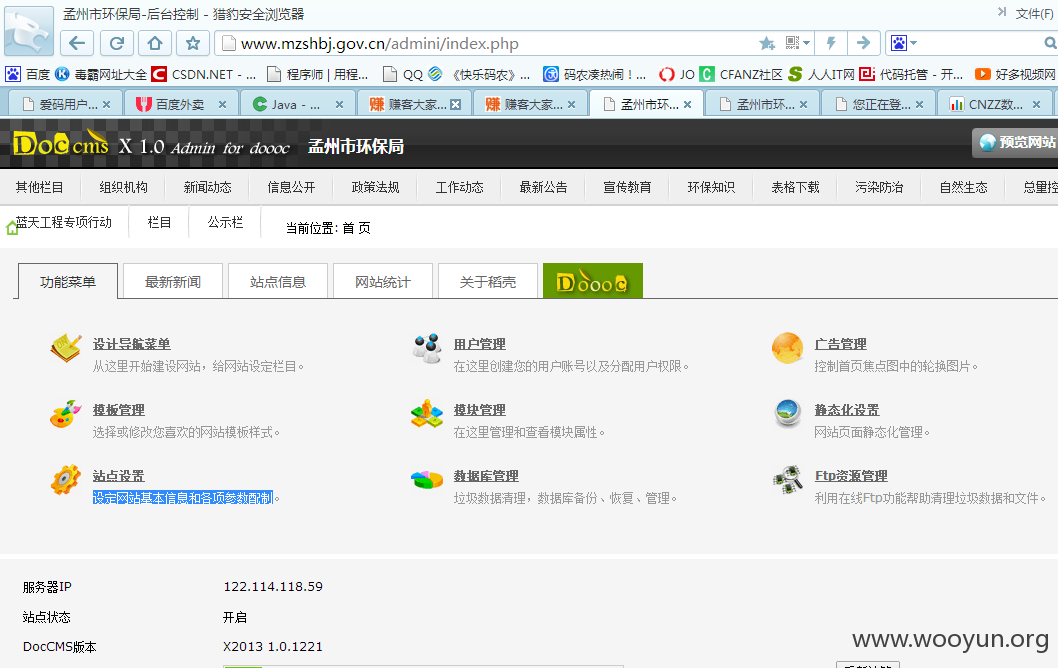 孟州市环保局-后台控制 - 猎豹安全浏览器 文件(F)
www.mzshbj.gov.cn/admini/index.php
百度 毒霸网址大全 CSDN.NET - ... 程序师 | 用程... QQ 《快乐码农》... 码农凑热闹！... JO CFANZ社区 人人IT网 代码托管 - 开... 好多视频网
爱码用户... 百度外卖 Java - ... 赚客大家... 赚客大家... 孟州市环... 孟州市环... 您正在登... CNZZ数...
DocCms X 1.0 Admin for doooc 孟州市环保局 预览网站
其他栏目 组织机构 新闻动态 信息公开 政策法规 工作动态 最新公告 宣传教育 环保知识 表格下载 污染防治 自然生态 总量控
蓝天工程专项行动 栏目 公示栏 当前位置: 首 页
功能菜单 最新新闻 站点信息 网站统计 关于稻壳 Doooc
设计导航菜单 用户管理 广告管理
从这里开始建设网站，给网站设定栏目。 在这里创建您的用户账号以及分配用户权限。 控制首页焦点图中的轮换图片。
模板管理 模块管理 静态化设置
选择或修改您喜欢的网站模板样式。 在这里管理和查看模块属性。 网站页面静态化管理。
站点设置 数据库管理 Ftp资源管理
设定网站基本信息和各项参数配制。 垃圾数据清理，数据库备份、恢复、管理。 利用在线Ftp功能帮助清理垃圾数据和文件。
服务器IP 122.114.118.59
站点状态 开启
DocCMS版本 X2013 1.0.1221
www.wooyun.org